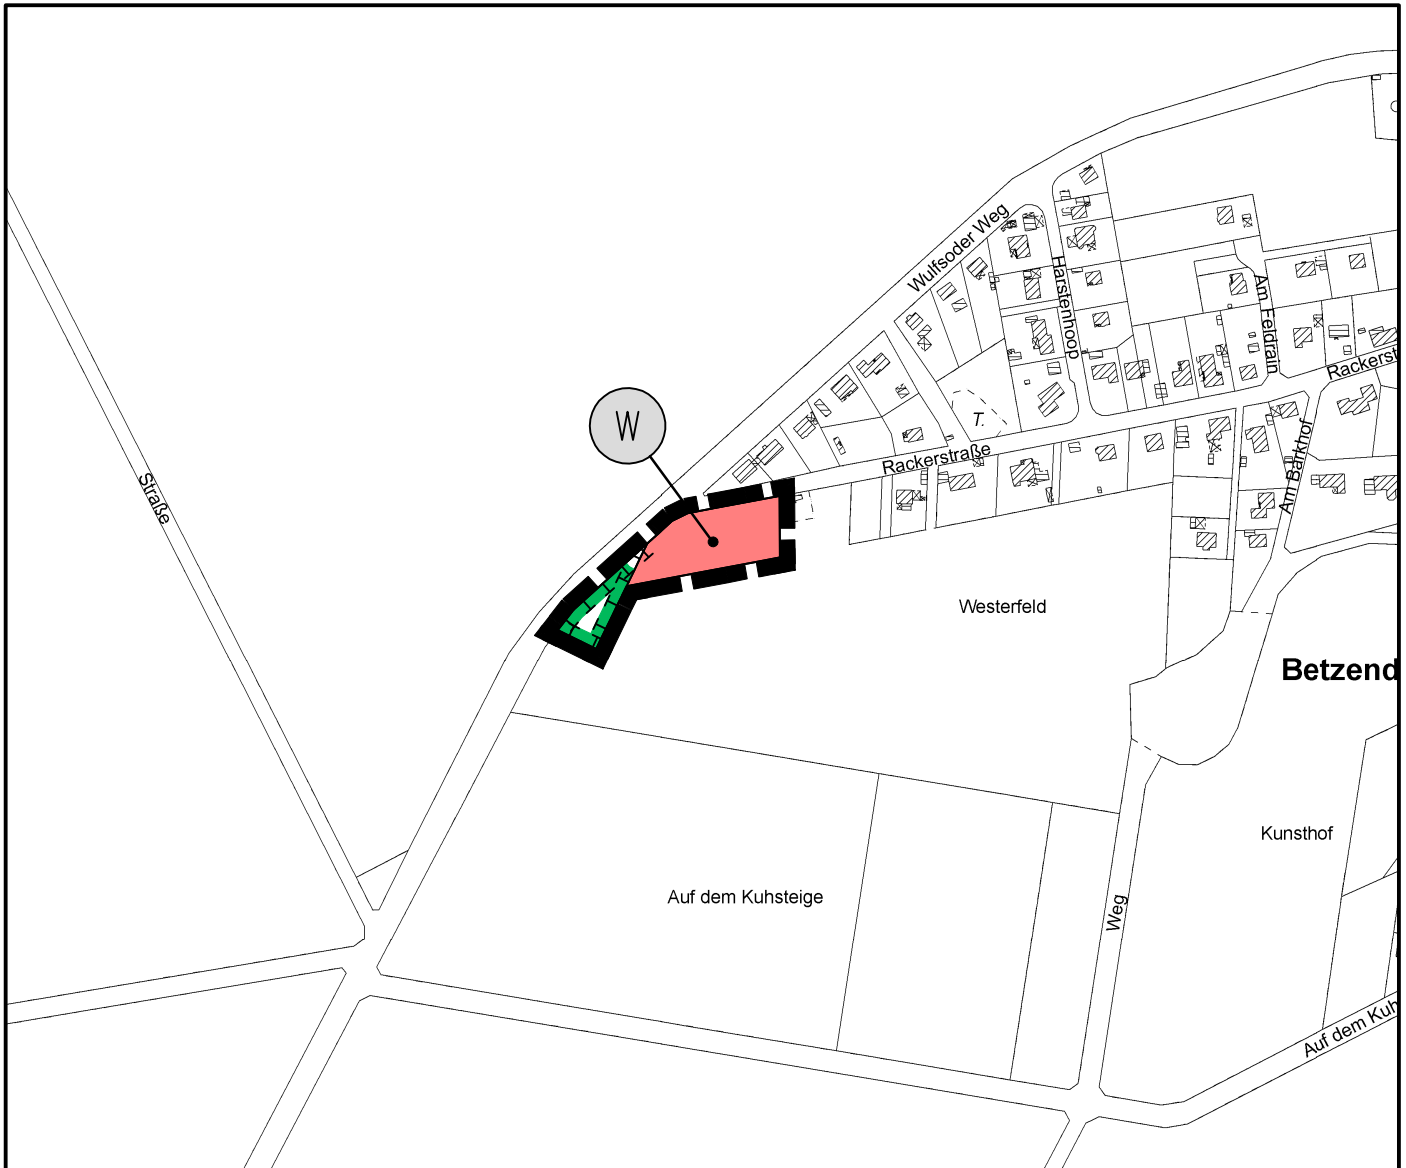 Wulfsoder Weg
Harstenhoop
Am Feldrain
Rackerst
W
T.
Rackerstraße
Am Barkhof
Straße
Westerfeld
Betzend
Kunsthof
Auf dem Kuhsteige
Weg
Auf dem Kuh